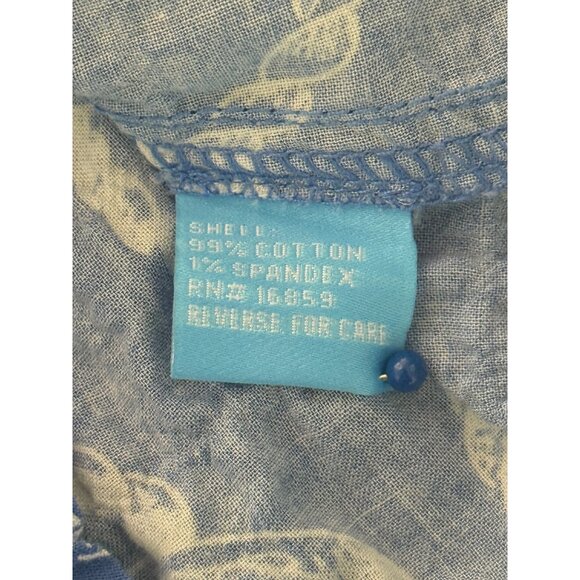 SHELL:
99% COTTON
1% SPANDEX
RN# 16859
REVERSE FOR CARE